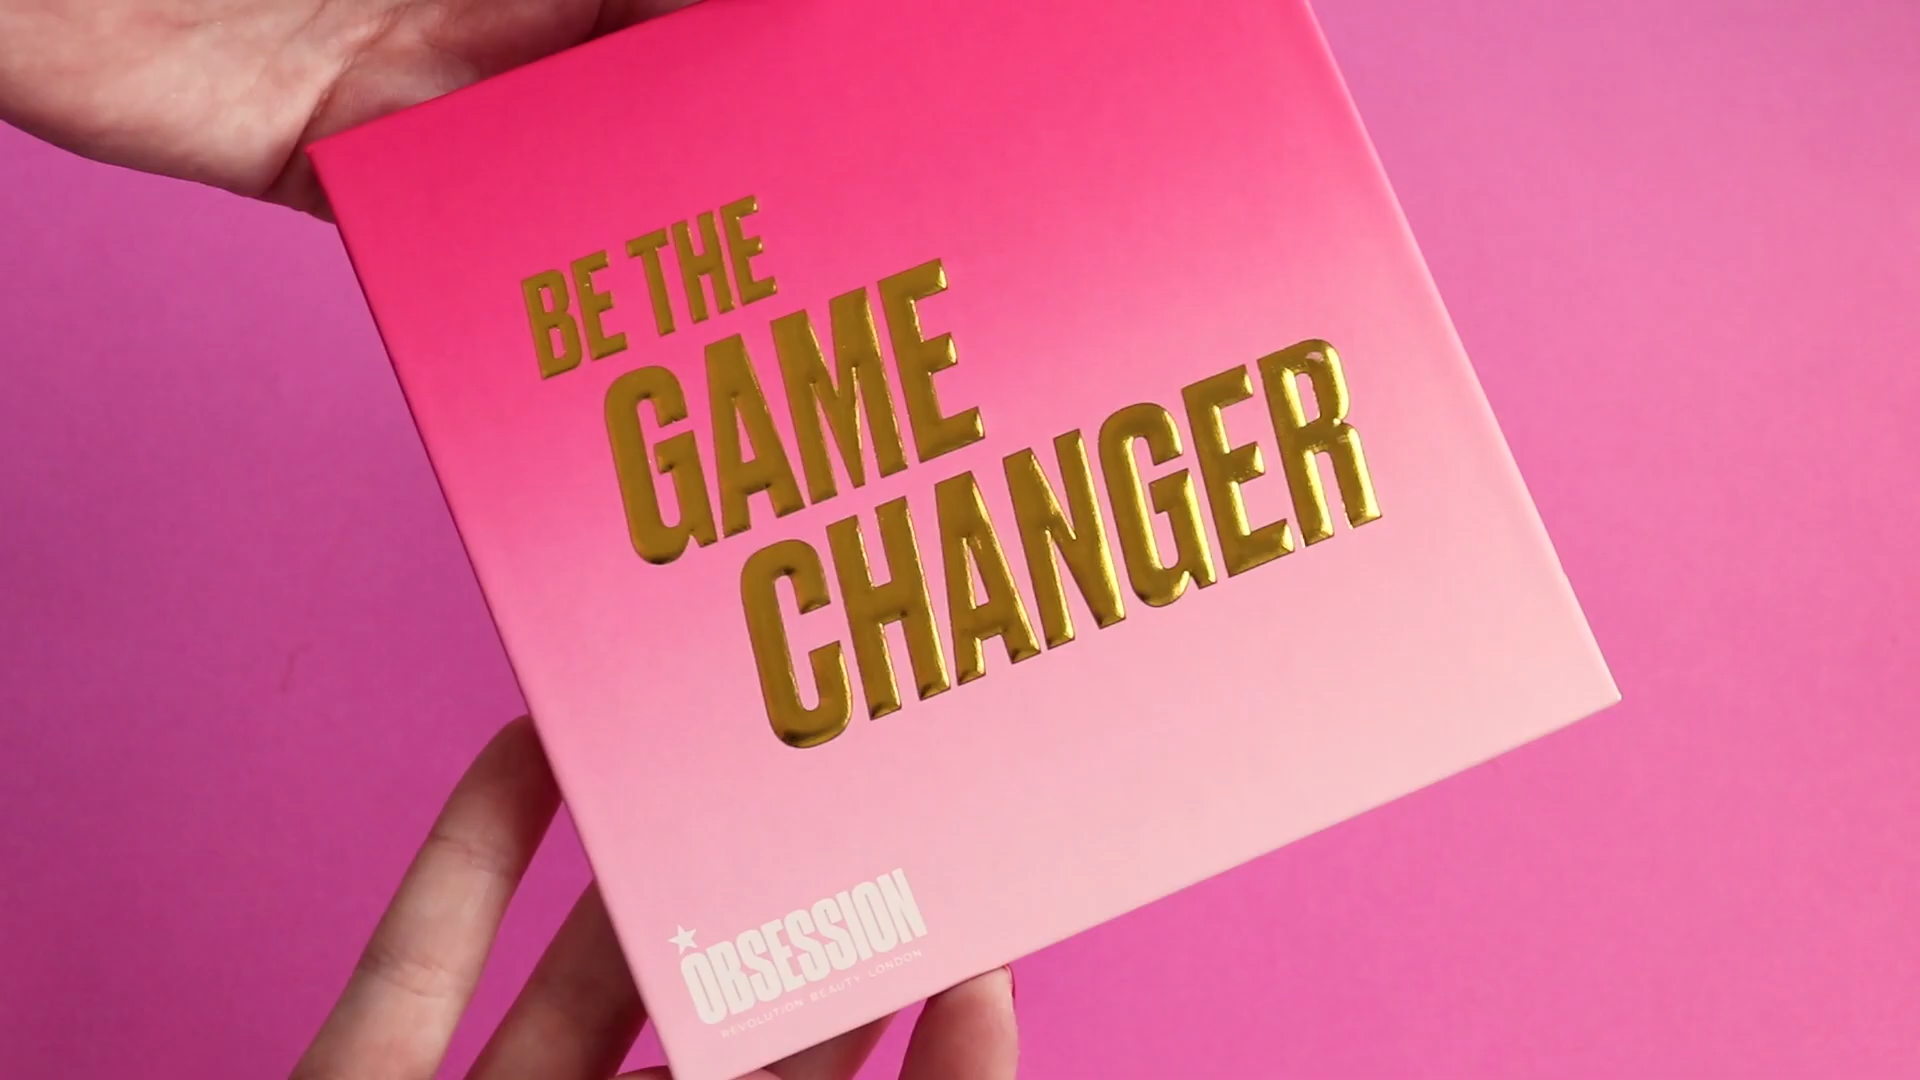 BE THE
GAME
CHANGER
OBSESSION
REVOLUTION BEAUTY LONDON